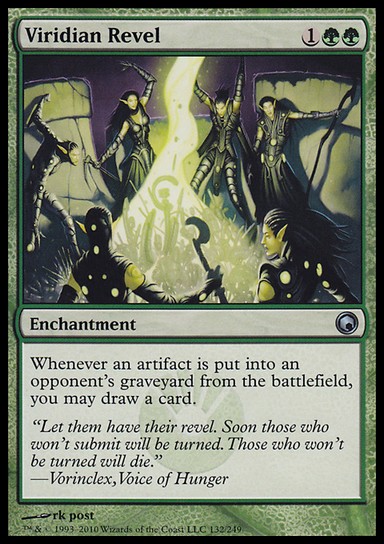 Viridian Revel 1
Enchantment
Whenever an artifact is put into an
opponent's graveyard from the battlefield,
you may draw a card.
"Let them have their revel. Soon those who
won't submit will be turned. Those who won't
be turned will die."
—Vorinclex, Voice of Hunger
rk post
™ & © 1993–2010 Wizards of the Coast LLC 132/249